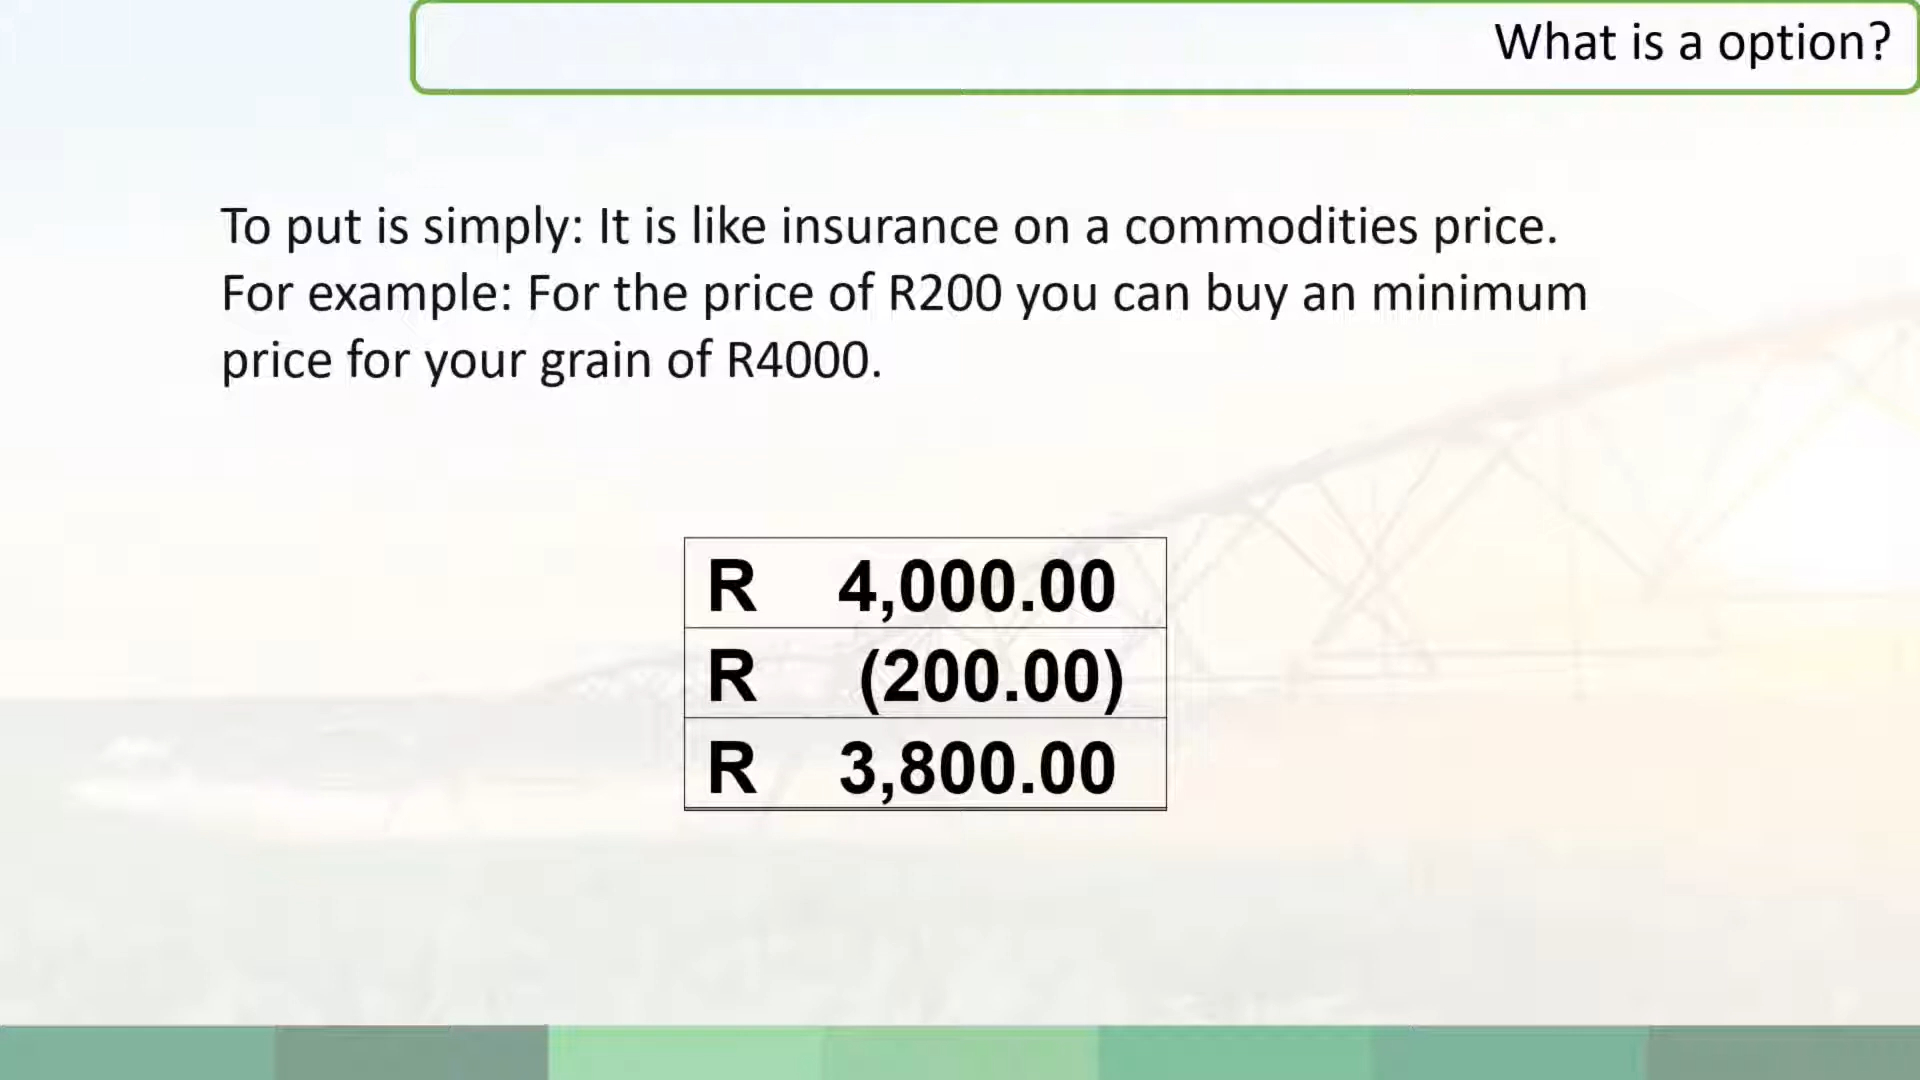 What is a option?
To put is simply: It is like insurance on a commodities price.
For example: For the price of R200 you can buy an minimum
price for your grain of R4000.
R 4,000.00
R (200.00)
R 3,800.00